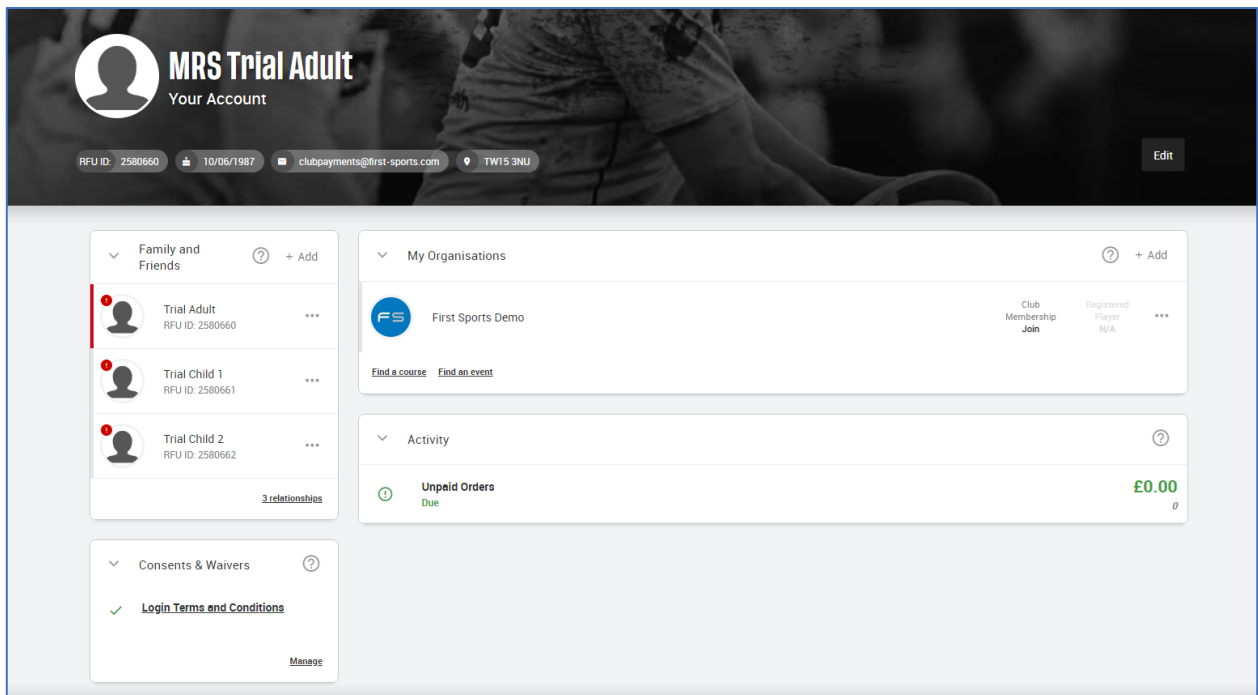 MRS Trial Adult
Your Account
RFU ID: 2580660 10/06/1987 clubpayments@first-sports.com TW15 3NU
Edit
Family and
Friends
? + Add
! Trial Adult
RFU ID: 2580660
! Trial Child 1
RFU ID: 2580661
! Trial Child 2
RFU ID: 2580662
3 relationships
Consents & Waivers ?
Login Terms and Conditions
Manage
My Organisations ? + Add
FS First Sports Demo
Club
Membership
Join
Registered
Player
N/A
Find a course Find an event
Activity ?
! Unpaid Orders
Due
£0.00
0